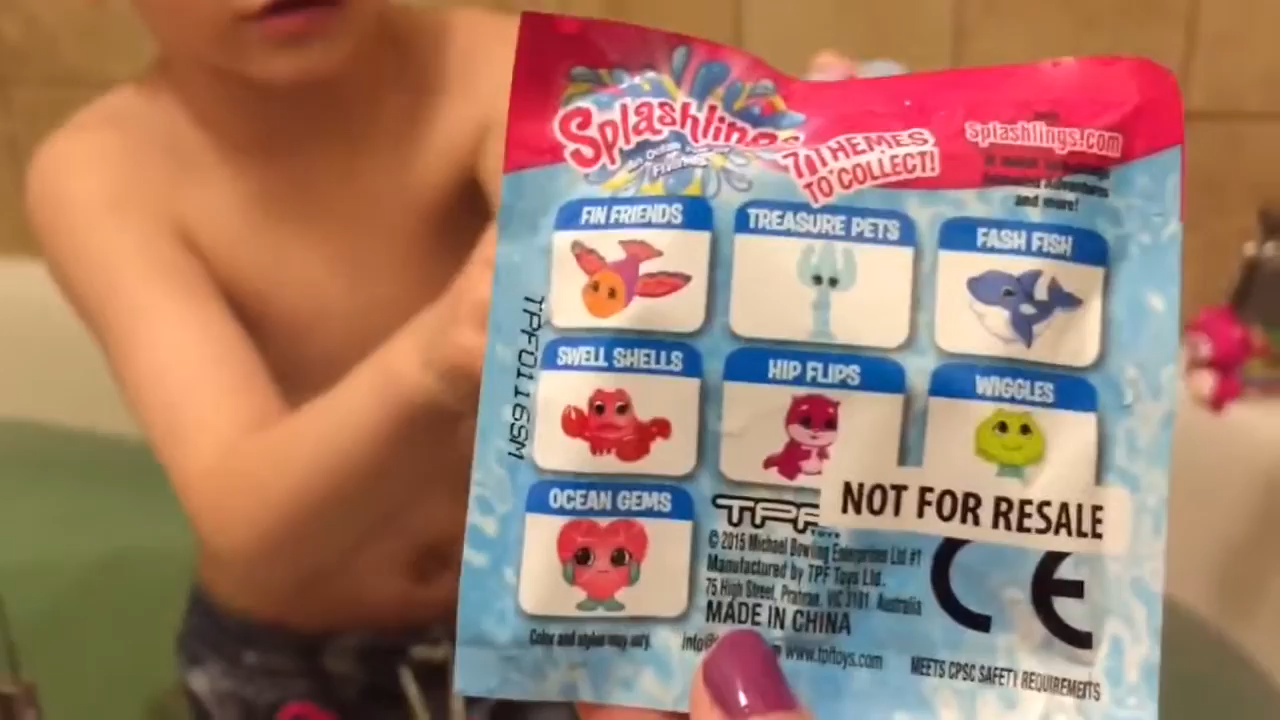 Splashlings
7 THEMES
TO COLLECT!
Splashlings.com
and more!
FIN FRIENDS
TREASURE PETS
FASH FISH
SWELL SHELLS
HIP FLIPS
WIGGLES
OCEAN GEMS
TPF0116SM
TPF
NOT FOR RESALE
© 2015 Michael Bowling Enterprises Ltd #1
Manufactured by TPF Toys Ltd.
75 High Street, Prahran, VIC 3181, Australia
MADE IN CHINA
CE
Color and styles may vary.
www.tpftoys.com
MEETS CPSC SAFETY REQUIREMENTS